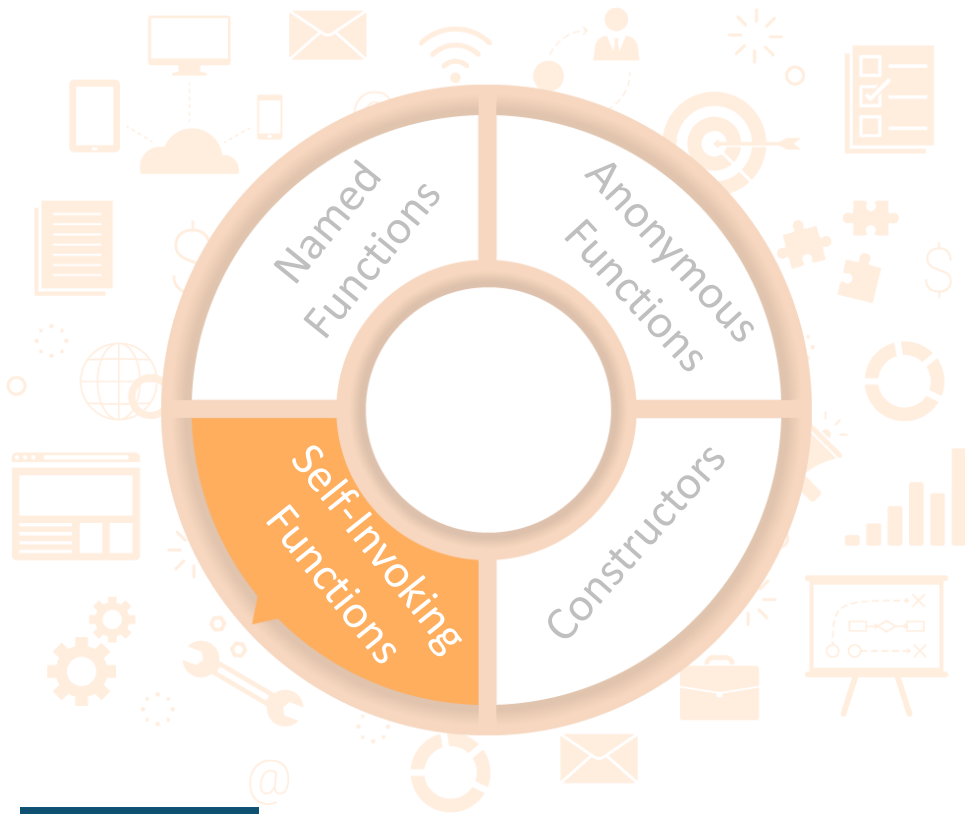 Named
Functions
Anonymous
Functions
Self-Invoking
Functions
Constructors